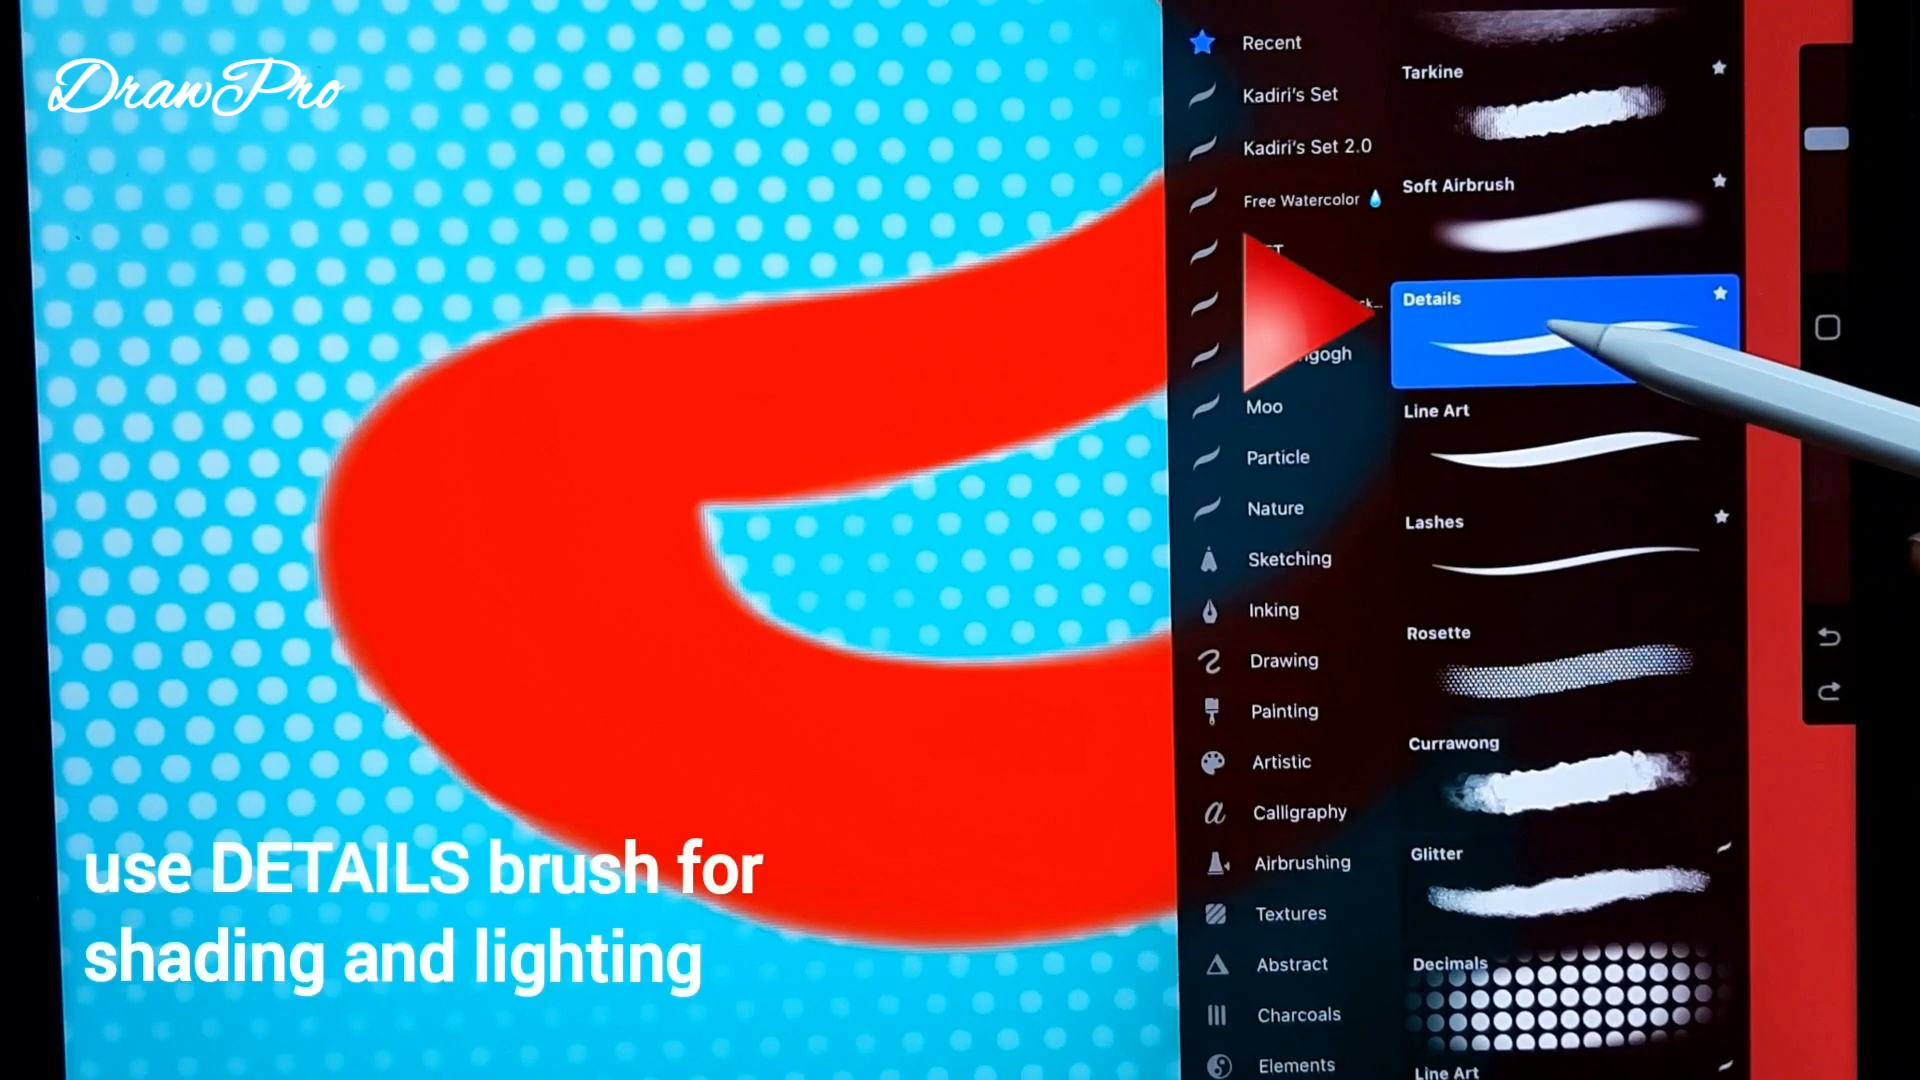 DrawPro
Recent
Kadiri's Set
Kadiri's Set 2.0
Free Watercolor
Moo
Particle
Nature
Sketching
Inking
Drawing
Painting
Artistic
Calligraphy
Airbrushing
Textures
Abstract
Charcoals
Elements
Tarkine
Soft Airbrush
Details
Line Art
Lashes
Rosette
Currawong
Glitter
Decimals
Line Art
use DETAILS brush for
shading and lighting